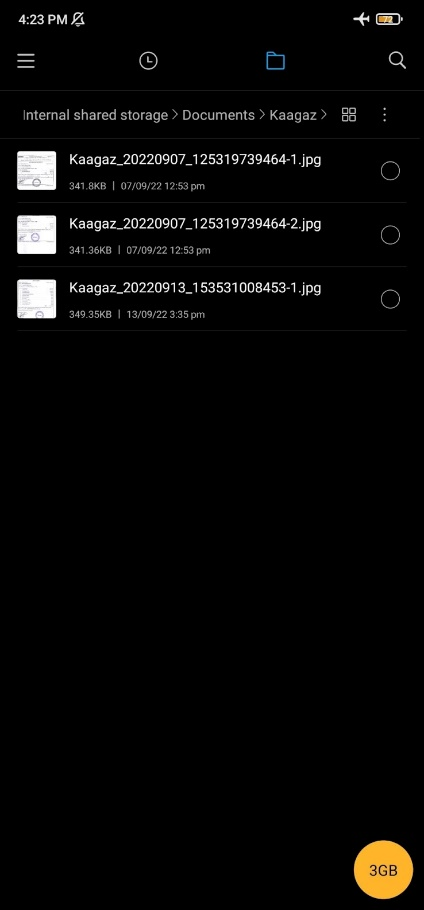 4:23 PM
72
Internal shared storage > Documents > Kaagaz >
Kaagaz_20220907_125319739464-1.jpg
341.8KB | 07/09/22 12:53 pm
Kaagaz_20220907_125319739464-2.jpg
341.36KB | 07/09/22 12:53 pm
Kaagaz_20220913_153531008453-1.jpg
349.35KB | 13/09/22 3:35 pm
3GB